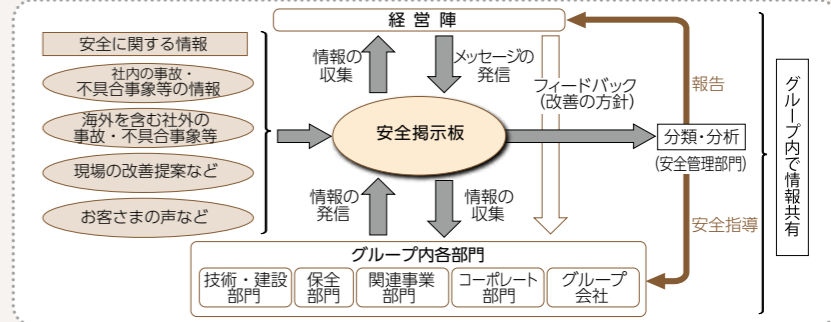 経営陣
安全に関する情報
社内の事故・
不具合事象等の情報
海外を含む社外の
事故・不具合事象等
現場の改善提案など
お客さまの声など
情報の
収集
メッセージの
発信
フィードバック
(改善の方針)
報告
安全掲示板
分類・分析
(安全管理部門)
情報の
発信
情報の
収集
安全指導
グループ内各部門
技術・建設
部門
保全
部門
関連事業
部門
コーポレート
部門
グループ
会社
グループ内で情報共有